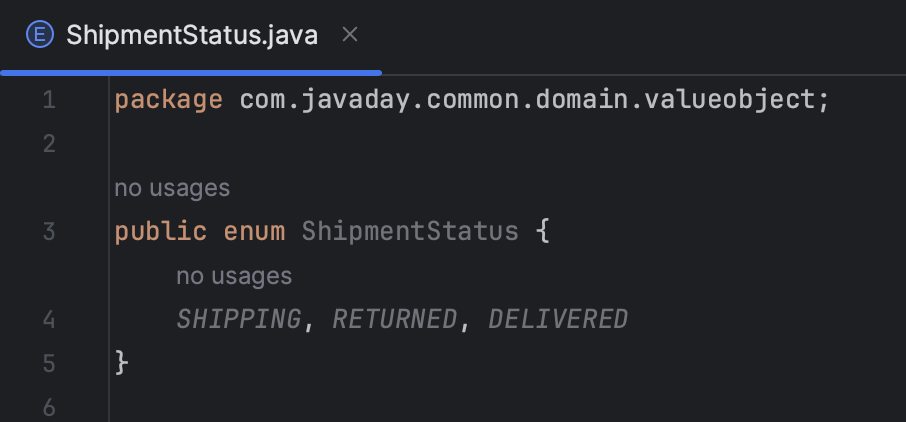 E ShipmentStatus.java ×
1 package com.javaday.common.domain.valueobject;
2
no usages
3 public enum ShipmentStatus {
no usages
4 SHIPPING, RETURNED, DELIVERED
5 }
6